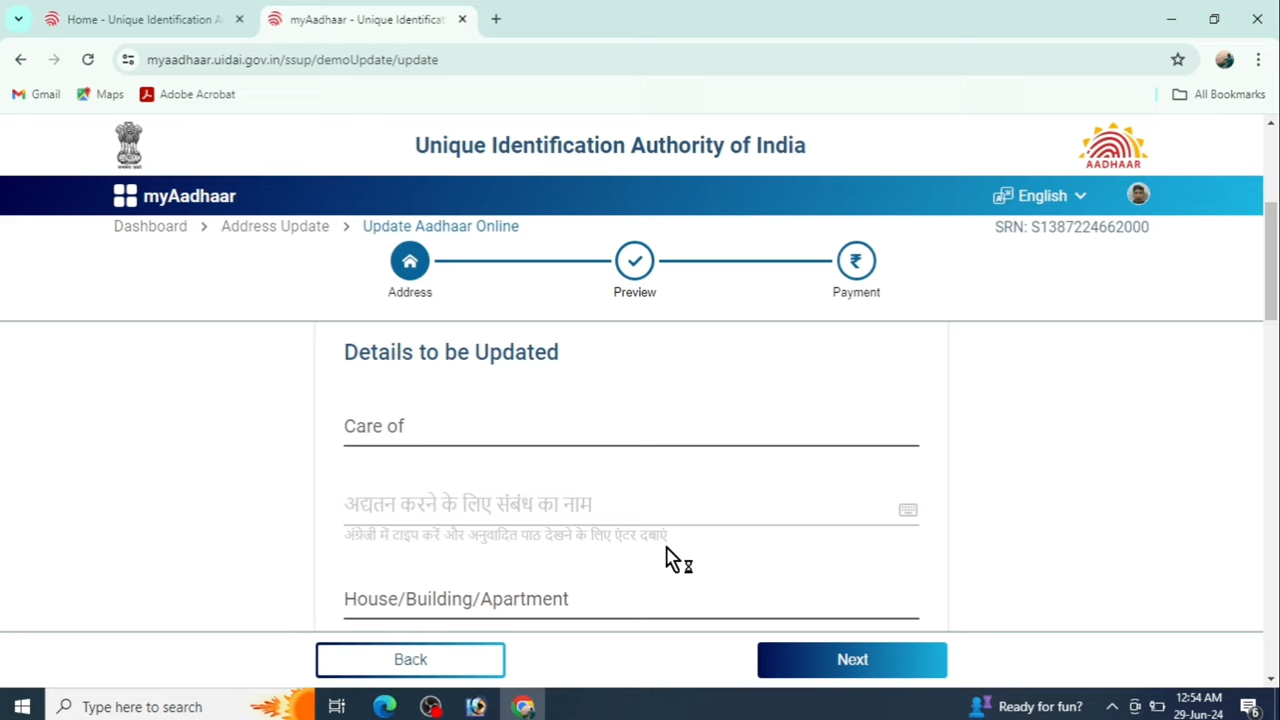 Home - Unique Identification A
myAadhaar - Unique Identificat
myaadhaar.uidai.gov.in/ssup/demoUpdate/update
Gmail
Maps
Adobe Acrobat
All Bookmarks
Unique Identification Authority of India
AADHAAR
myAadhaar
English
Dashboard > Address Update > Update Aadhaar Online
SRN: S1387224662000
₹
Address
Preview
Payment
Details to be Updated
Care of
अद्यतन करने के लिए संबंध का नाम
अंग्रेजी में टाइप करें और अनुवादित पाठ देखने के लिए एंटर दबाएं
House/Building/Apartment
Back
Next
Type here to search
Ready for fun?
12:54 AM
29-Jun-24
6